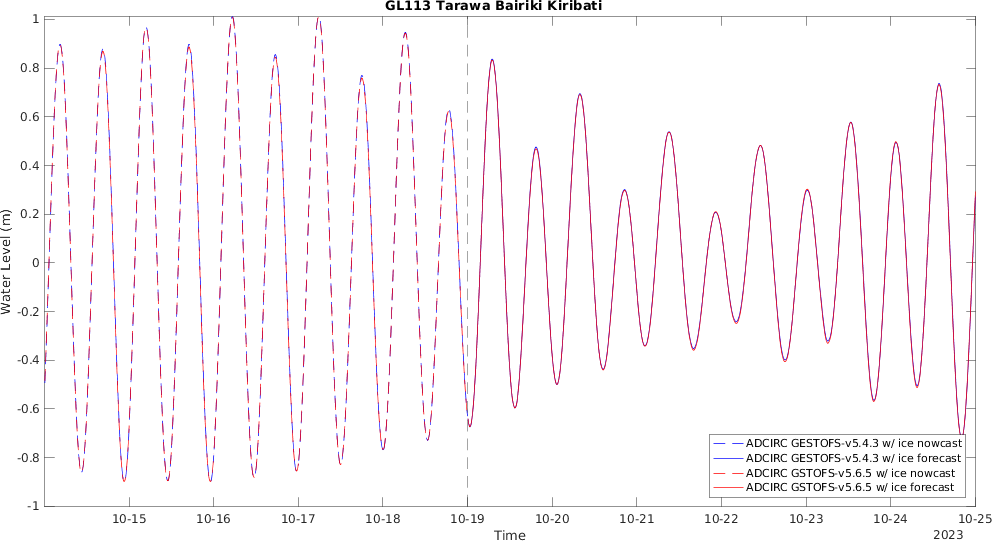 GL113 Tarawa Bairiki Kiribati
Water Level (m)
1
0.8
0.6
0.4
0.2
0
-0.2
-0.4
-0.6
-0.8
-1
ADCIRC GESTOFS-v5.4.3 w/ ice nowcast
ADCIRC GESTOFS-v5.4.3 w/ ice forecast
ADCIRC GSTOFS-v5.6.5 w/ ice nowcast
ADCIRC GSTOFS-v5.6.5 w/ ice forecast
10-15 10-16 10-17 10-18 10-19 10-20 10-21 10-22 10-23 10-24 10-25
Time
2023